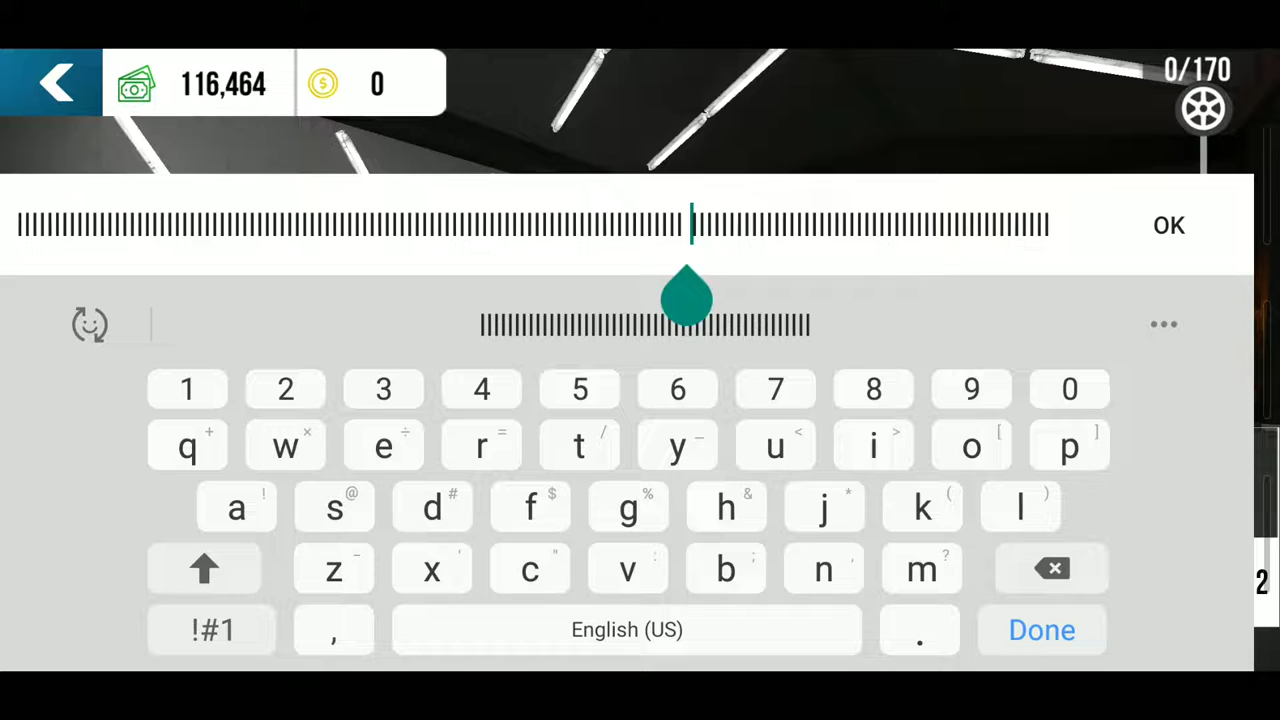 116,464 0 0/170
OK
1 2 3 4 5 6 7 8 9 0
q + w × e ÷ r = t / y _ u < i > o [ p ]
a ! s @ d # f $ g % h & j * k ( l )
z - x ' c " v : b ; n , m ?
2
!#1 , English (US) . Done